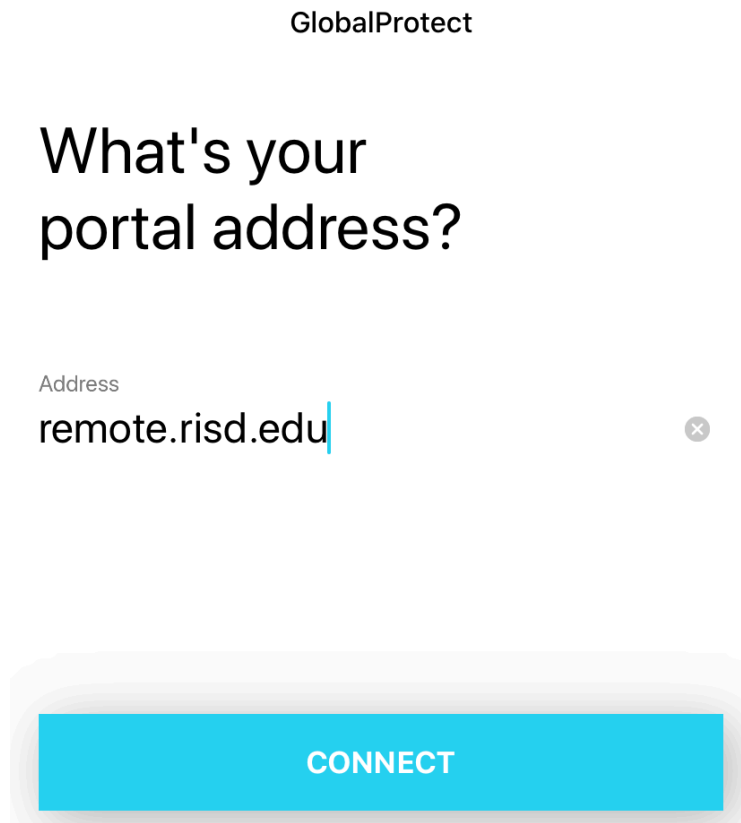 GlobalProtect
What's your
portal address?
Address
remote.risd.edu
CONNECT